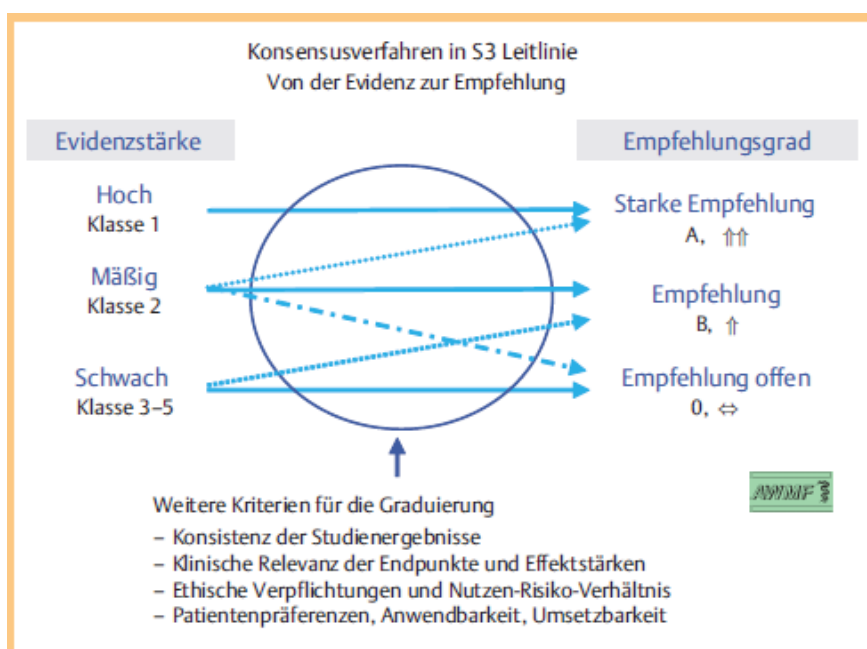 Konsensusverfahren in S3 Leitlinie
Von der Evidenz zur Empfehlung
Evidenzstärke
Empfehlungsgrad
Hoch
Klasse 1
Starke Empfehlung
A, ⇑⇑
Mäßig
Klasse 2
Empfehlung
B, ⇑
Schwach
Klasse 3–5
Empfehlung offen
0, ⇔
Weitere Kriterien für die Graduierung
– Konsistenz der Studienergebnisse
– Klinische Relevanz der Endpunkte und Effektstärken
– Ethische Verpflichtungen und Nutzen-Risiko-Verhältnis
– Patientenpräferenzen, Anwendbarkeit, Umsetzbarkeit
AWMF